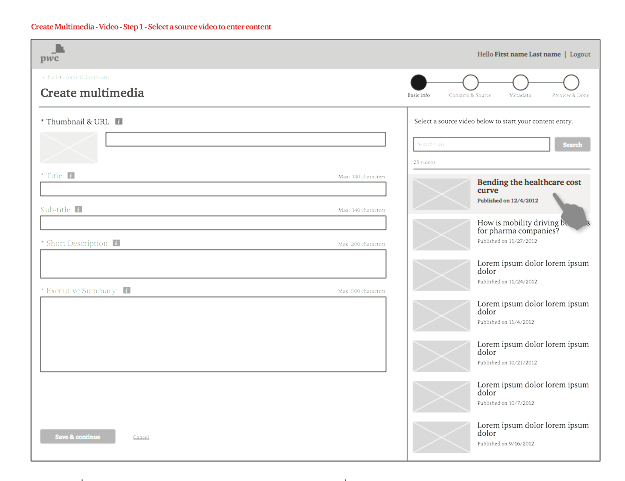 Create Multimedia - Video - Step 1 - Select a source video to enter content
pwc
Hello First name Last name | Logout
Create multimedia
Basic Info
Contents & Source
Metadata
Preview & Done
* Thumbnail & URL i
Select a source video below to start your content entry.
Search
25 videos
* Title i
Max. 100 characters
Sub-title i
Max. 140 characters
* Short Description i
Max. 200 characters
* Executive Summary i
Max. 500 characters
Save & continue
Cancel
Bending the healthcare cost
curve
Published on 12/4/2012
How is mobility driving
for pharma companies?
Published on 11/27/2012
Lorem ipsum dolor lorem ipsum
dolor
Published on 11/24/2012
Lorem ipsum dolor lorem ipsum
dolor
Published on 11/4/2012
Lorem ipsum dolor lorem ipsum
dolor
Published on 10/21/2012
Lorem ipsum dolor lorem ipsum
dolor
Published on 10/7/2012
Lorem ipsum dolor lorem ipsum
dolor
Published on 9/16/2012